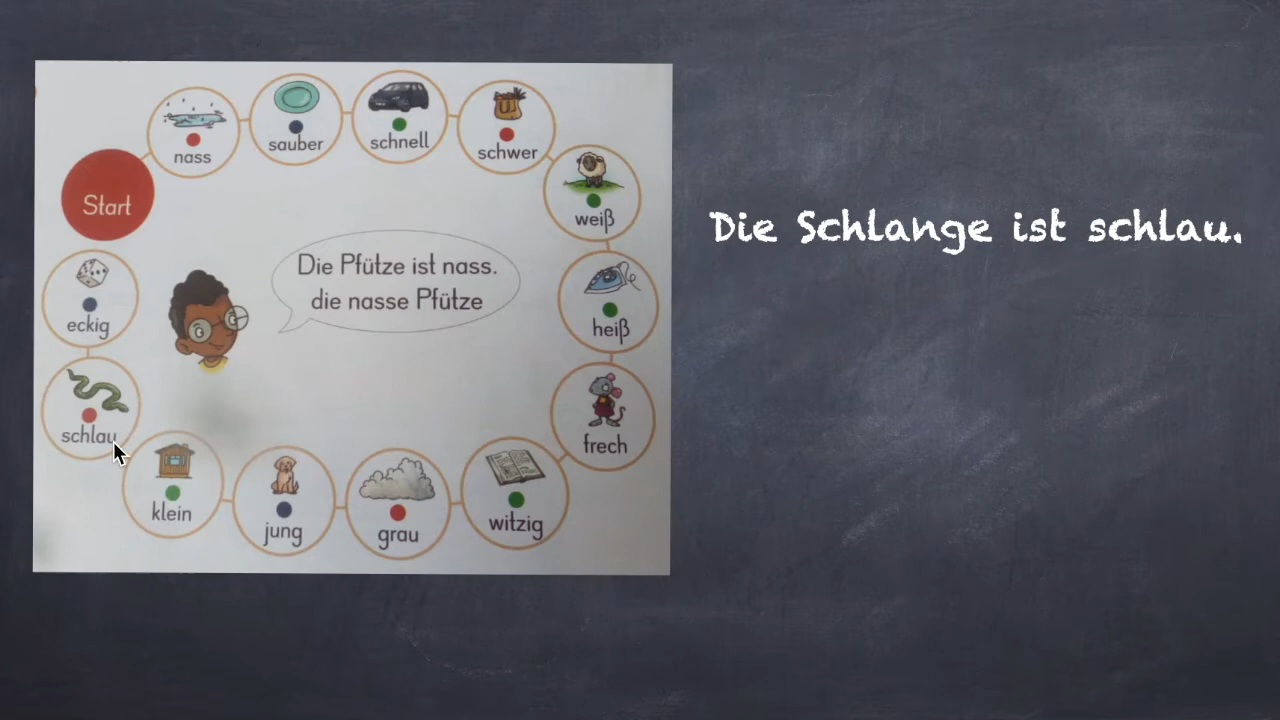 Start
nass
sauber
schnell
schwer
weiß
heiß
frech
witzig
grau
jung
klein
schlau
eckig
Die Pfütze ist nass.
die nasse Pfütze
Die Schlange ist schlau.